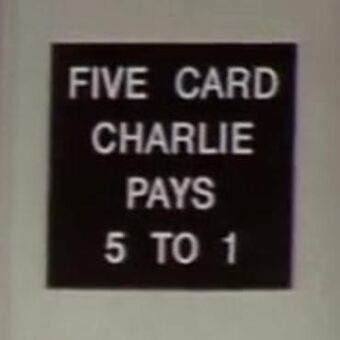 FIVE CARD
CHARLIE
PAYS
5 TO 1